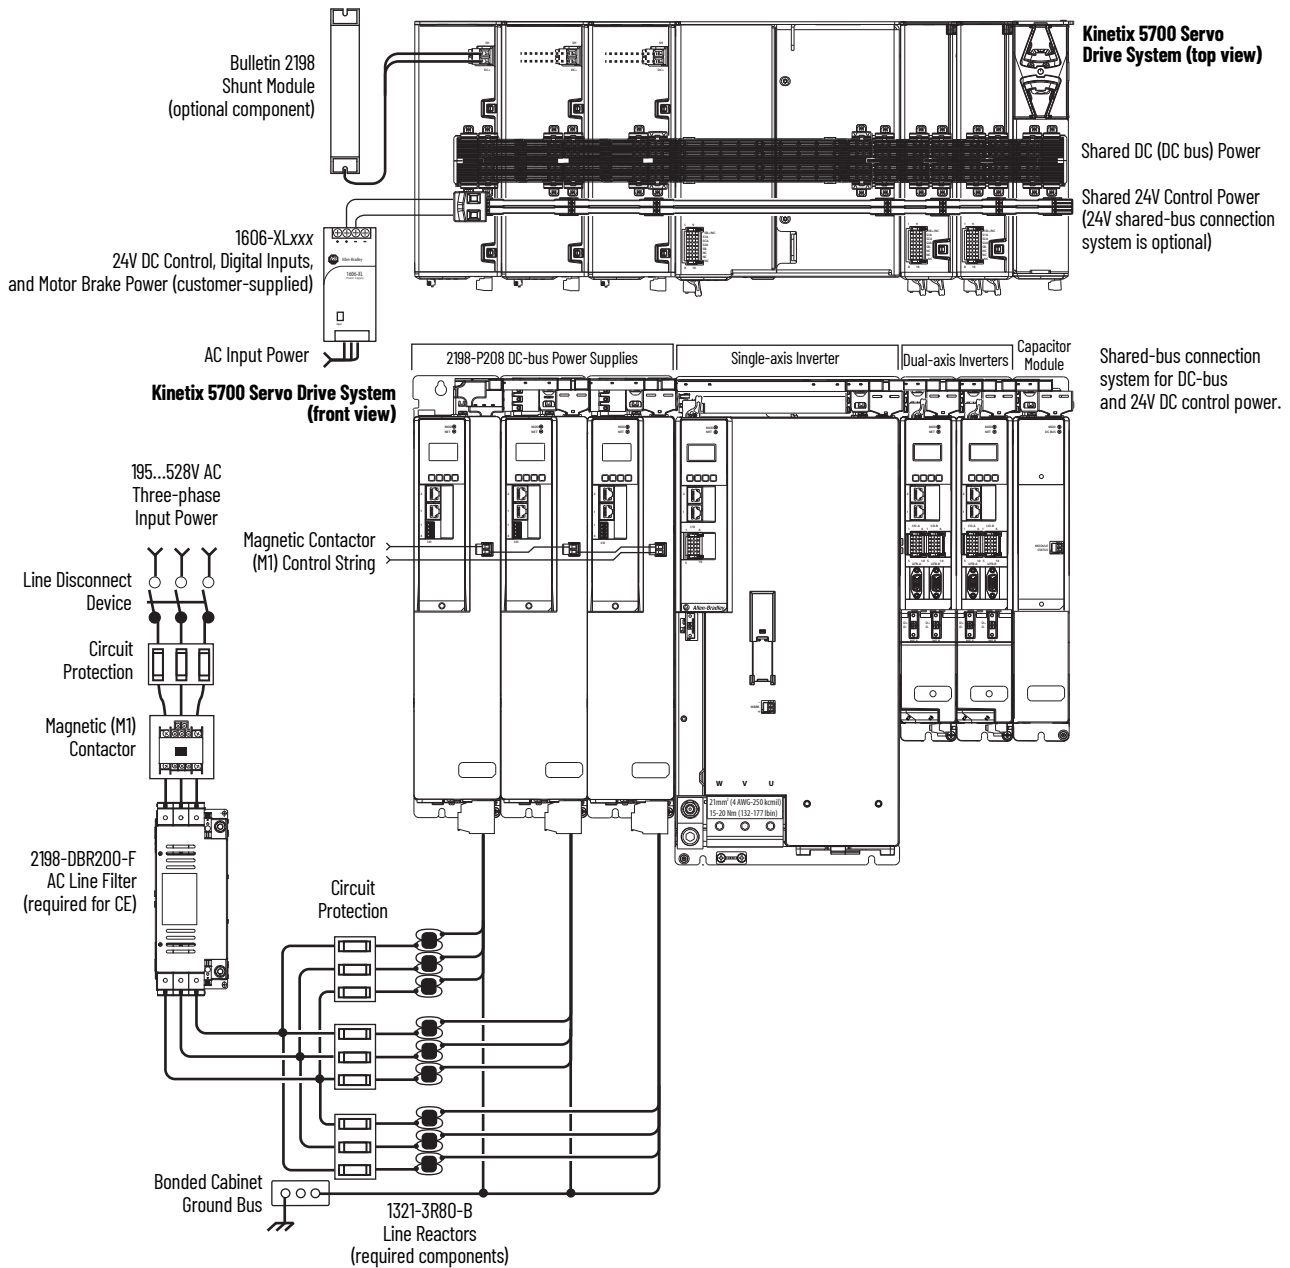 Kinetix 5700 Servo
Drive System (top view)
Bulletin 2198
Shunt Module
(optional component)
Shared DC (DC bus) Power
Shared 24V Control Power
(24V shared-bus connection
system is optional)
1606-XLxxx
24V DC Control, Digital Inputs,
and Motor Brake Power (customer-supplied)
Allen-Bradley
1606-XL
AC Input Power
2198-P208 DC-bus Power Supplies
Single-axis Inverter
Dual-axis Inverters
Capacitor
Module
Shared-bus connection
system for DC-bus
and 24V DC control power.
Kinetix 5700 Servo Drive System
(front view)
195...528V AC
Three-phase
Input Power
Magnetic Contactor
(M1) Control String
Line Disconnect
Device
Circuit
Protection
Magnetic (M1)
Contactor
Allen-Bradley
W V U
21mm² (4 AWG-250 kcmil)
15-20 Nm (132-177 lbin)
2198-DBR200-F
AC Line Filter
(required for CE)
Circuit
Protection
Bonded Cabinet
Ground Bus
1321-3R80-B
Line Reactors
(required components)